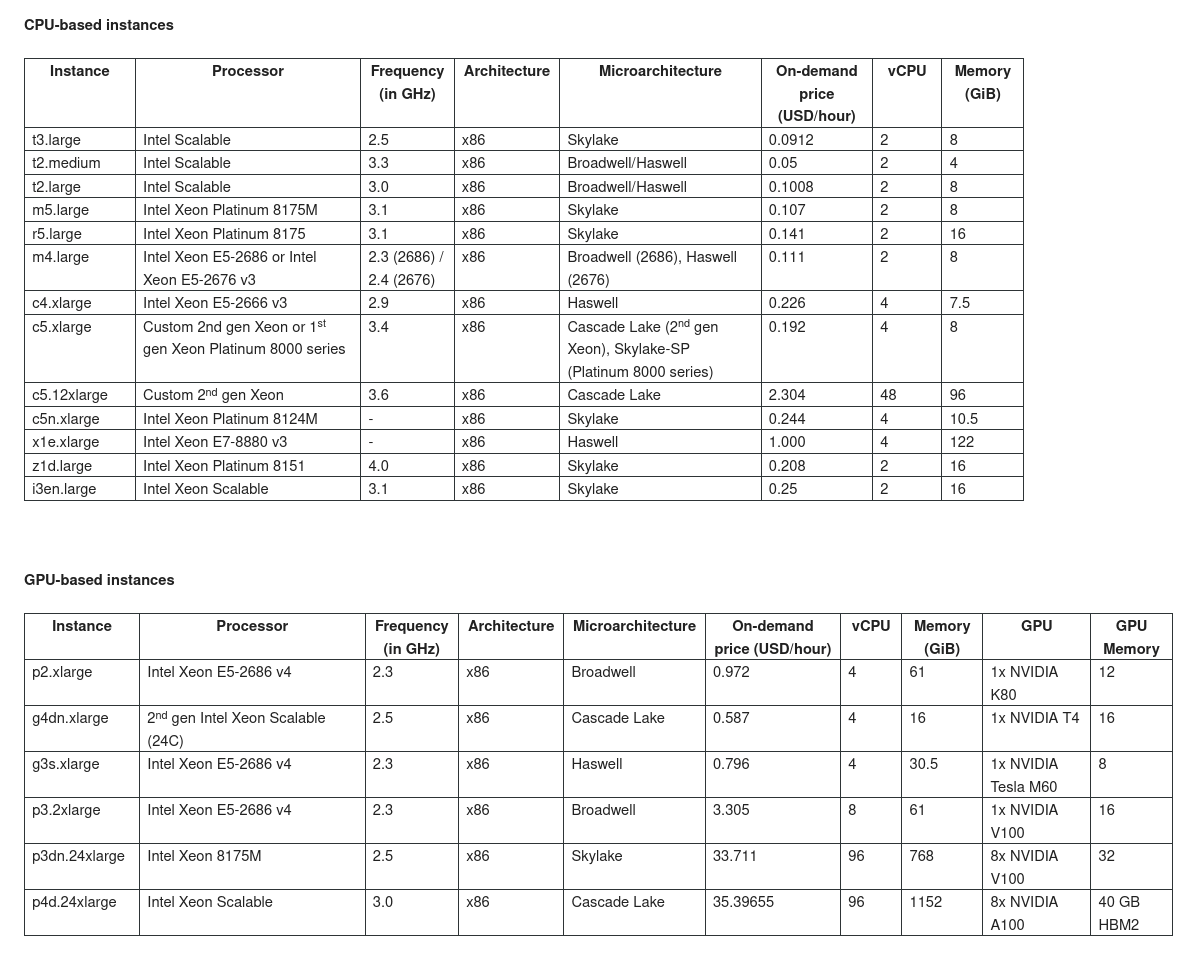 CPU-based instances
Instance Processor Frequency (in GHz) Architecture Microarchitecture On-demand price (USD/hour) vCPU Memory (GiB)
t3.large Intel Scalable 2.5 x86 Skylake 0.0912 2 8
t2.medium Intel Scalable 3.3 x86 Broadwell/Haswell 0.05 2 4
t2.large Intel Scalable 3.0 x86 Broadwell/Haswell 0.1008 2 8
m5.large Intel Xeon Platinum 8175M 3.1 x86 Skylake 0.107 2 8
r5.large Intel Xeon Platinum 8175 3.1 x86 Skylake 0.141 2 16
m4.large Intel Xeon E5-2686 or Intel Xeon E5-2676 v3 2.3 (2686) / 2.4 (2676) x86 Broadwell (2686), Haswell (2676) 0.111 2 8
c4.xlarge Intel Xeon E5-2666 v3 2.9 x86 Haswell 0.226 4 7.5
c5.xlarge Custom 2nd gen Xeon or 1st gen Xeon Platinum 8000 series 3.4 x86 Cascade Lake (2nd gen Xeon), Skylake-SP (Platinum 8000 series) 0.192 4 8
c5.12xlarge Custom 2nd gen Xeon 3.6 x86 Cascade Lake 2.304 48 96
c5n.xlarge Intel Xeon Platinum 8124M - x86 Skylake 0.244 4 10.5
x1e.xlarge Intel Xeon E7-8880 v3 - x86 Haswell 1.000 4 122
z1d.large Intel Xeon Platinum 8151 4.0 x86 Skylake 0.208 2 16
i3en.large Intel Xeon Scalable 3.1 x86 Skylake 0.25 2 16
GPU-based instances
Instance Processor Frequency (in GHz) Architecture Microarchitecture On-demand price (USD/hour) vCPU Memory (GiB) GPU GPU Memory
p2.xlarge Intel Xeon E5-2686 v4 2.3 x86 Broadwell 0.972 4 61 1x NVIDIA K80 12
g4dn.xlarge 2nd gen Intel Xeon Scalable (24C) 2.5 x86 Cascade Lake 0.587 4 16 1x NVIDIA T4 16
g3s.xlarge Intel Xeon E5-2686 v4 2.3 x86 Haswell 0.796 4 30.5 1x NVIDIA Tesla M60 8
p3.2xlarge Intel Xeon E5-2686 v4 2.3 x86 Broadwell 3.305 8 61 1x NVIDIA V100 16
p3dn.24xlarge Intel Xeon 8175M 2.5 x86 Skylake 33.711 96 768 8x NVIDIA V100 32
p4d.24xlarge Intel Xeon Scalable 3.0 x86 Cascade Lake 35.39655 96 1152 8x NVIDIA A100 40 GB HBM2